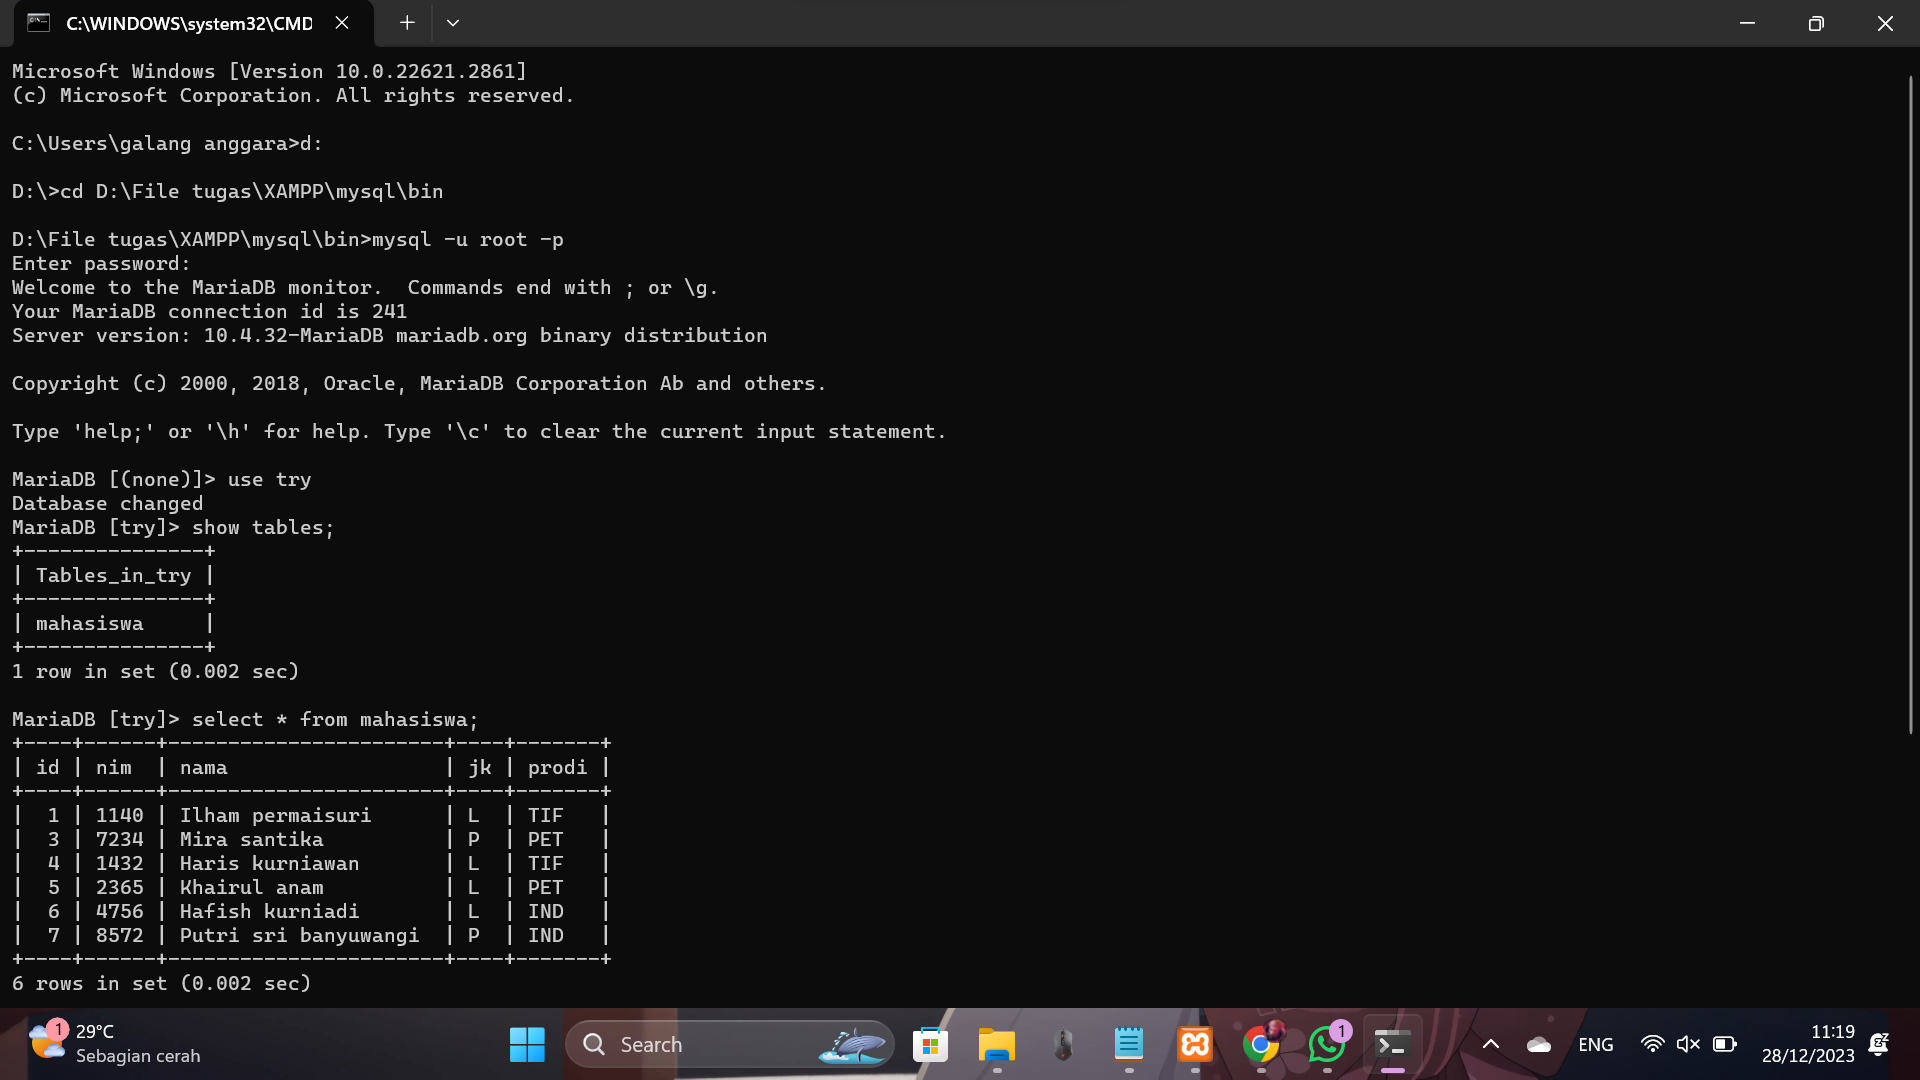 C:\WINDOWS\system32\CMD
Microsoft Windows [Version 10.0.22621.2861]
(c) Microsoft Corporation. All rights reserved.
C:\Users\galang anggara>d:
D:\>cd D:\File tugas\XAMPP\mysql\bin
D:\File tugas\XAMPP\mysql\bin>mysql -u root -p
Enter password:
Welcome to the MariaDB monitor.  Commands end with ; or \g.
Your MariaDB connection id is 241
Server version: 10.4.32-MariaDB mariadb.org binary distribution
Copyright (c) 2000, 2018, Oracle, MariaDB Corporation Ab and others.
Type 'help;' or '\h' for help. Type '\c' to clear the current input statement.
MariaDB [(none)]> use try
Database changed
MariaDB [try]> show tables;
+---------------+
| Tables_in_try |
+---------------+
| mahasiswa     |
+---------------+
1 row in set (0.002 sec)
MariaDB [try]> select * from mahasiswa;
+----+------+-----------------------+----+-------+
| id | nim  | nama                  | jk | prodi |
+----+------+-----------------------+----+-------+
|  1 | 1140 | Ilham permaisuri      | L  | TIF   |
|  3 | 7234 | Mira santika          | P  | PET   |
|  4 | 1432 | Haris kurniawan       | L  | TIF   |
|  5 | 2365 | Khairul anam          | L  | PET   |
|  6 | 4756 | Hafish kurniadi       | L  | IND   |
|  7 | 8572 | Putri sri banyuwangi  | P  | IND   |
+----+------+-----------------------+----+-------+
6 rows in set (0.002 sec)
1
29°C
Sebagian cerah
Search
1
ENG
11:19
28/12/2023